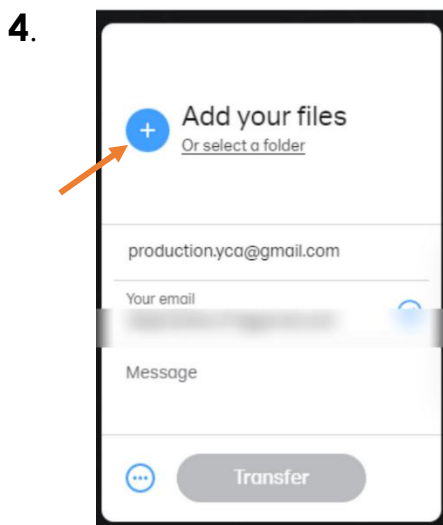 4.
Add your files
Or select a folder
production.yca@gmail.com
Your email
Message
Transfer